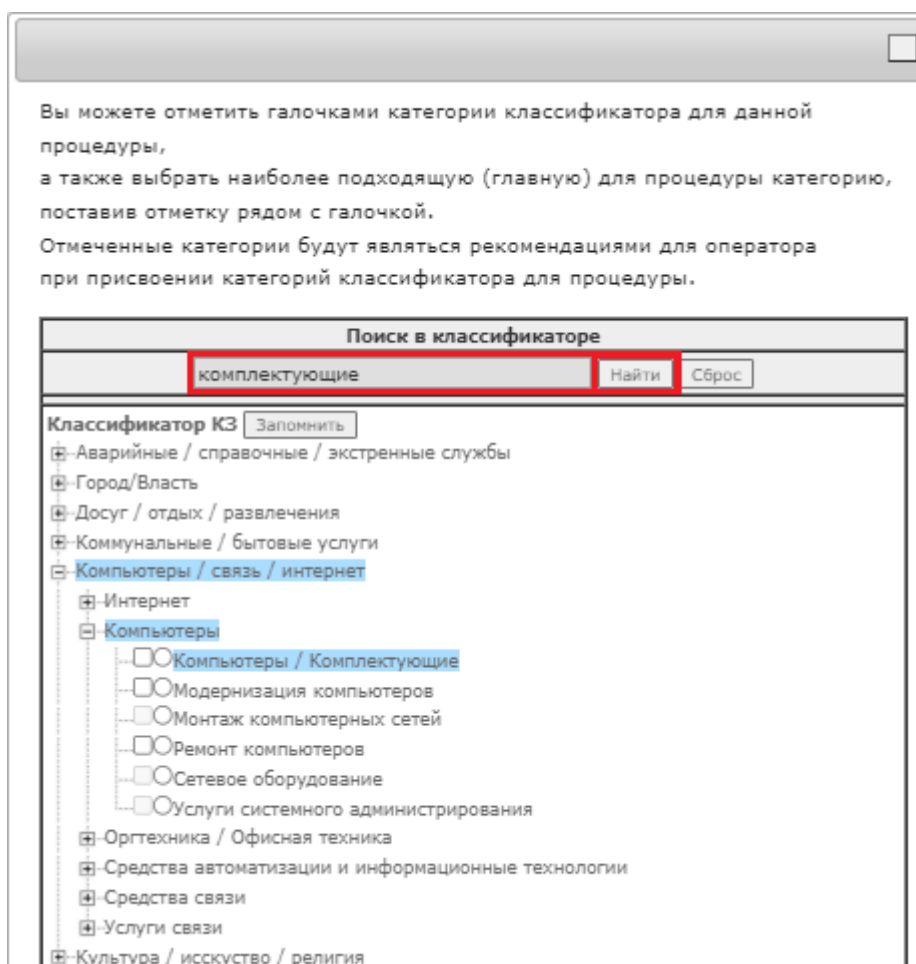 Вы можете отметить галочками категории классификатора для данной
процедуры,
а также выбрать наиболее подходящую (главную) для процедуры категорию,
поставив отметку рядом с галочкой.
Отмеченные категории будут являться рекомендациями для оператора
при присвоении категорий классификатора для процедуры.
Поиск в классификаторе
комплектующие Найти Сброс
Классификатор КЗ Запомнить
Аварийные / справочные / экстренные службы
Город/Власть
Досуг / отдых / развлечения
Коммунальные / бытовые услуги
Компьютеры / связь / интернет
Интернет
Компьютеры
Компьютеры / Комплектующие
Модернизация компьютеров
Монтаж компьютерных сетей
Ремонт компьютеров
Сетевое оборудование
Услуги системного администрирования
Оргтехника / Офисная техника
Средства автоматизации и информационные технологии
Средства связи
Услуги связи
Культура / исскуство / религия